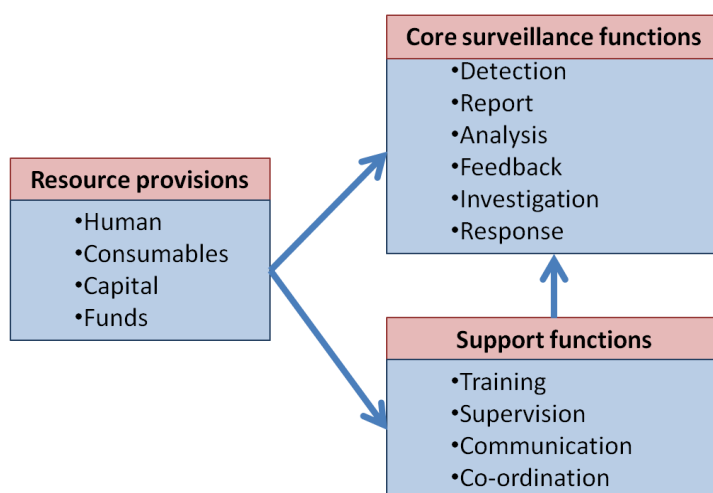 Core surveillance functions
•Detection
•Report
•Analysis
•Feedback
•Investigation
•Response
Resource provisions
•Human
•Consumables
•Capital
•Funds
Support functions
•Training
•Supervision
•Communication
•Co-ordination